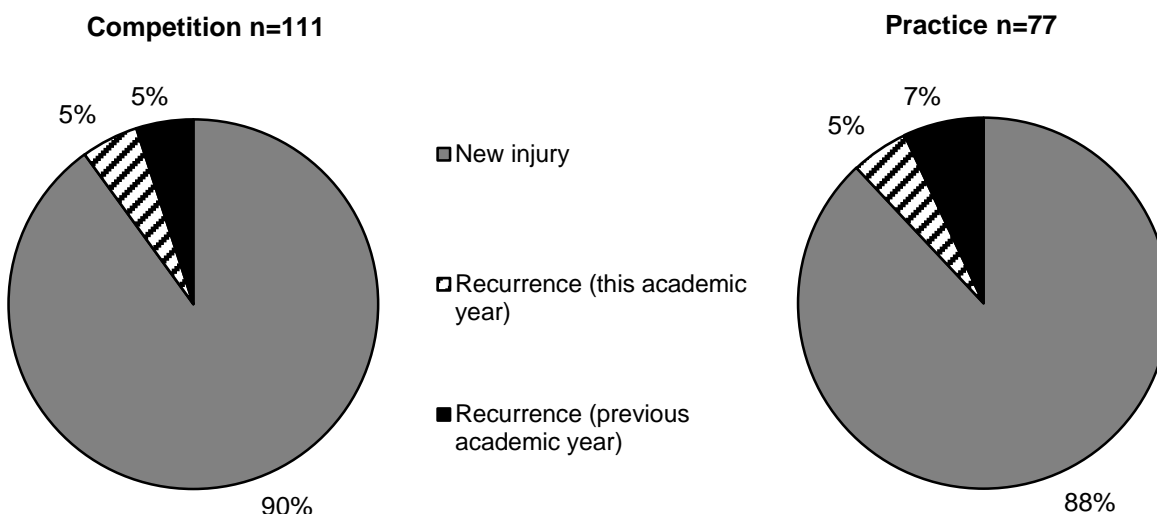 Competition n=111
Practice n=77
5%
5%
7%
5%
New injury
Recurrence (this academic
year)
Recurrence (previous
academic year)
90%
88%